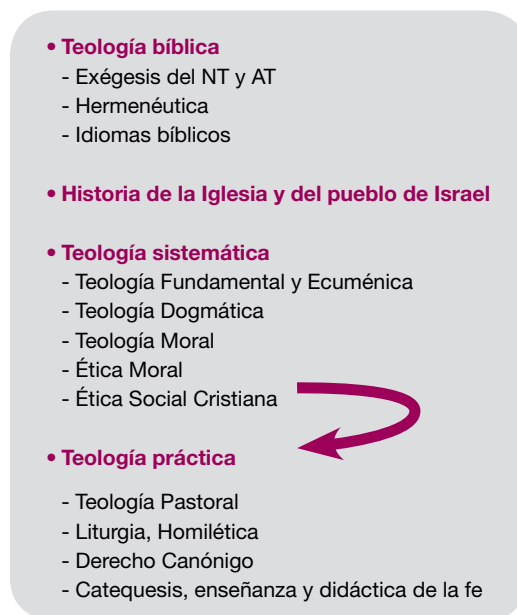 • Teología bíblica
- Exégesis del NT y AT
- Hermenéutica
- Idiomas bíblicos
• Historia de la Iglesia y del pueblo de Israel
• Teología sistemática
- Teología Fundamental y Ecuménica
- Teología Dogmática
- Teología Moral
- Ética Moral
- Ética Social Cristiana
• Teología práctica
- Teología Pastoral
- Liturgia, Homilética
- Derecho Canónigo
- Catequesis, enseñanza y didáctica de la fe